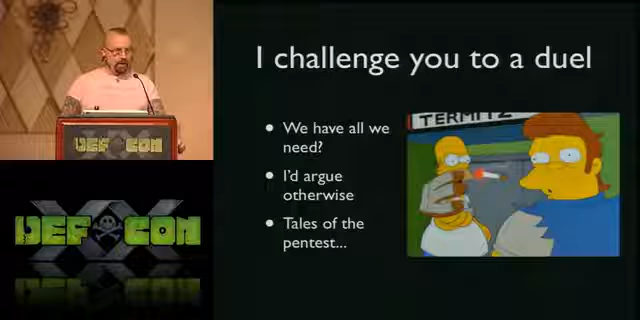 I challenge you to a duel
We have all we
need?
I'd argue
otherwise
Tales of the
pentest...
TERMITZ
DEF CON
DEF CON
XX